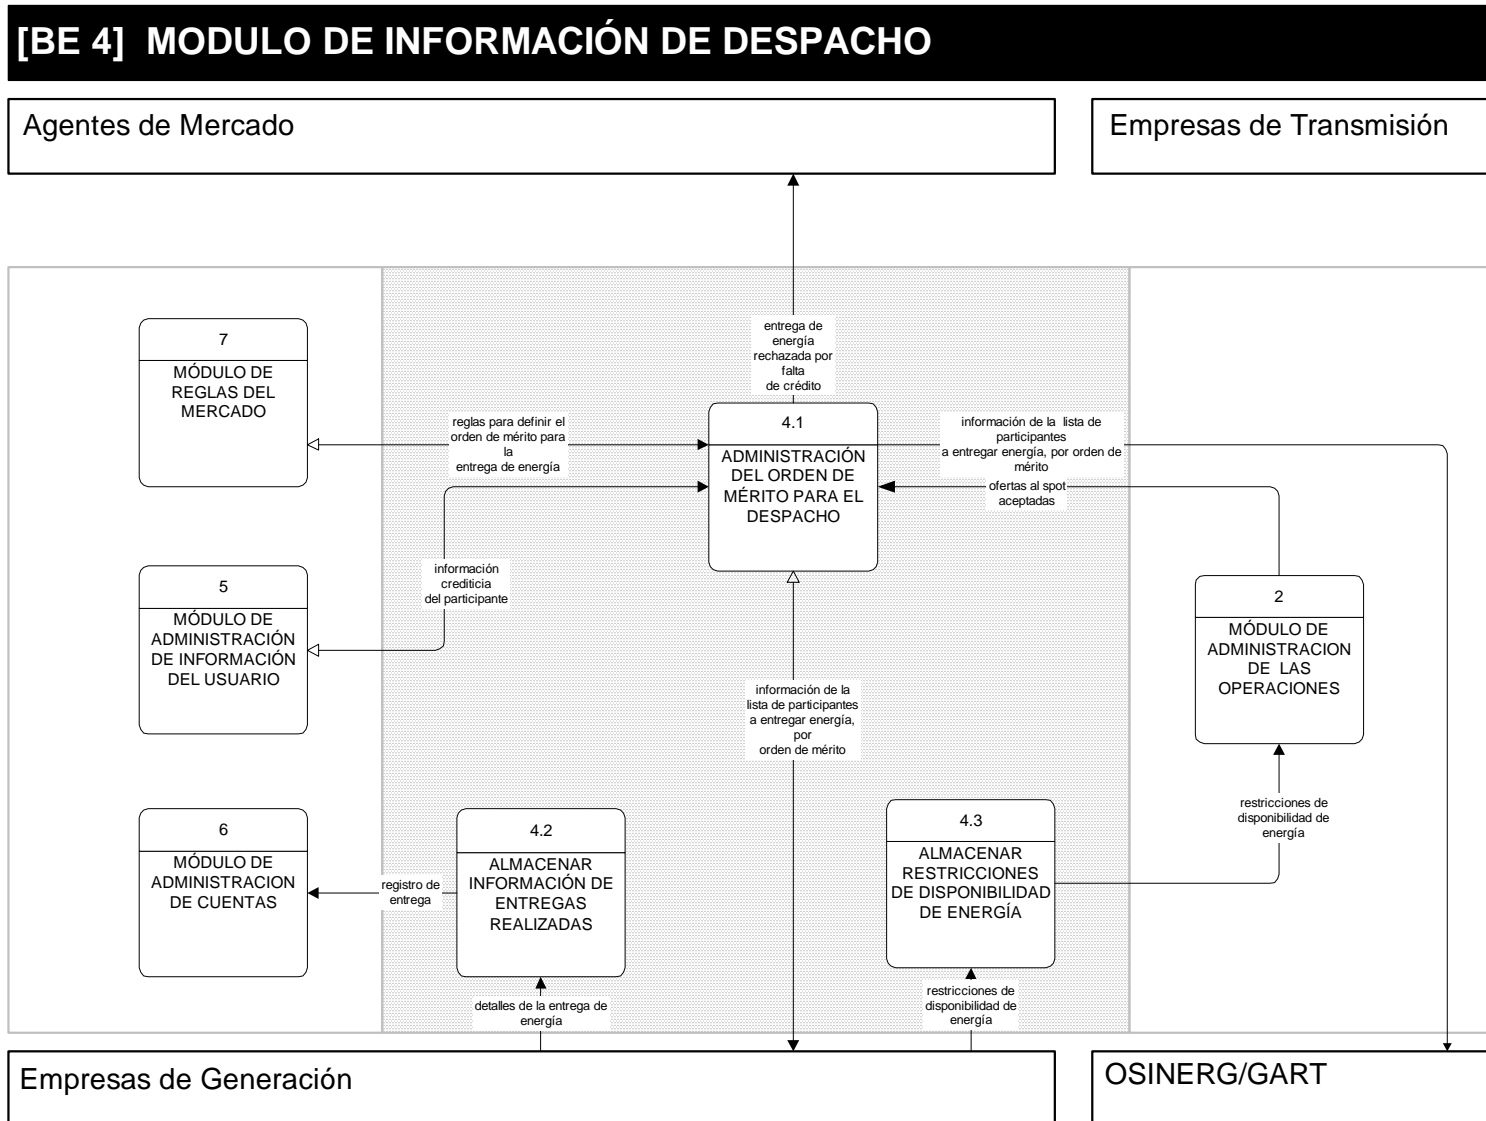 [BE 4]  MODULO DE INFORMACIÓN DE DESPACHO
Agentes de Mercado
Empresas de Transmisión
entrega de
energía
rechazada por
falta
de crédito
7
MÓDULO DE
REGLAS DEL
MERCADO
reglas para definir el
orden de mérito para
la
entrega de energía
4.1
ADMINISTRACIÓN
DEL ORDEN DE
MÉRITO PARA EL
DESPACHO
información de la  lista de
participantes
a entregar energía, por orden de
mérito
ofertas al spot
aceptadas
información
crediticia
del participante
5
MÓDULO DE
ADMINISTRACIÓN
DE INFORMACIÓN
DEL USUARIO
2
MÓDULO DE
ADMINISTRACION
DE  LAS
OPERACIONES
información de la
lista de participantes
a entregar energía,
por
orden de mérito
restricciones de
disponibilidad de
energía
6
MÓDULO DE
ADMINISTRACION
DE CUENTAS
registro de
entrega
4.2
ALMACENAR
INFORMACIÓN DE
ENTREGAS
REALIZADAS
4.3
ALMACENAR
RESTRICCIONES
DE DISPONIBILIDAD
DE ENERGÍA
detalles de la entrega de
energía
restricciones de
disponibilidad de
energía
Empresas de Generación
OSINERG/GART